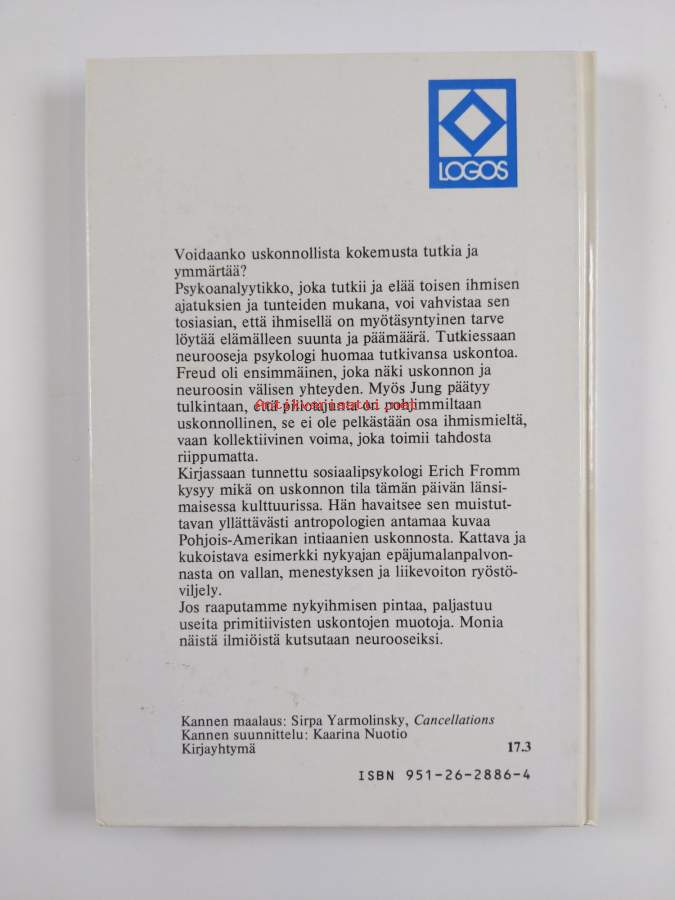 LOGOS
Voidaanko uskonnollista kokemusta tutkia ja
ymmärtää?
Psykoanalyytikko, joka tutkii ja elää toisen ihmisen
ajatuksien ja tunteiden mukana, voi vahvistaa sen
tosiasian, että ihmisellä on myötäsyntyinen tarve
löytää elämälleen suunta ja päämäärä. Tutkiessaan
neurooseja psykologi huomaa tutkivansa uskontoa.
Freud oli ensimmäinen, joka näki uskonnon ja
neuroosin välisen yhteyden. Myös Jung päätyy
tulkintaan, että piilotajunta on pohjimmiltaan
uskonnollinen, se ei ole pelkästään osa ihmismieltä,
vaan kollektiivinen voima, joka toimii tahdosta
riippumatta.
Kirjassaan tunnettu sosiaalipsykologi Erich Fromm
kysyy mikä on uskonnon tila tämän päivän länsi-
maisessa kulttuurissa. Hän havaitsee sen muistut-
tavan yllättävästi antropologien antamaa kuvaa
Pohjois-Amerikan intiaanien uskonnosta. Kattava ja
kukoistava esimerkki nykyajan epäjumalanpalvon-
nasta on vallan, menestyksen ja liikevoiton ryöstö-
viljely.
Jos raaputamme nykyihmisen pintaa, paljastuu
useita primitiivisten uskontojen muotoja. Monia
näistä ilmiöistä kutsutaan neurooseiksi.
Kannen maalaus: Sirpa Yarmolinsky, Cancellations
Kannen suunnittelu: Kaarina Nuotio
Kirjayhtymä 17.3
ISBN 951-26-2886-4